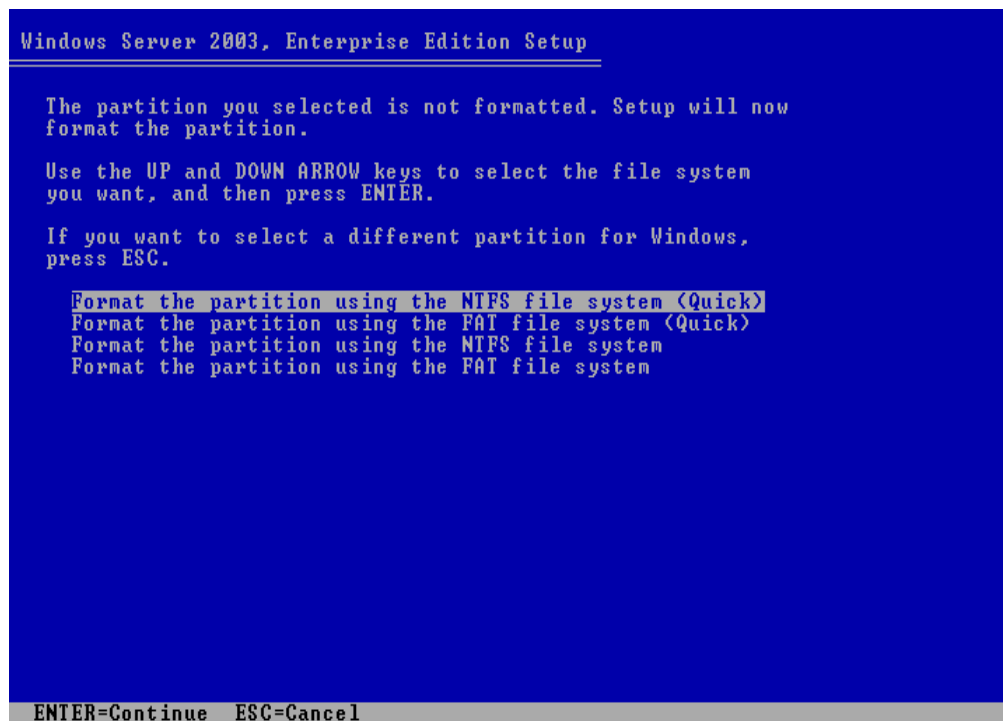 Windows Server 2003, Enterprise Edition Setup
The partition you selected is not formatted. Setup will now
format the partition.
Use the UP and DOWN ARROW keys to select the file system
you want, and then press ENTER.
If you want to select a different partition for Windows,
press ESC.
Format the partition using the NTFS file system (Quick)
Format the partition using the FAT file system (Quick)
Format the partition using the NTFS file system
Format the partition using the FAT file system
ENTER=Continue ESC=Cancel